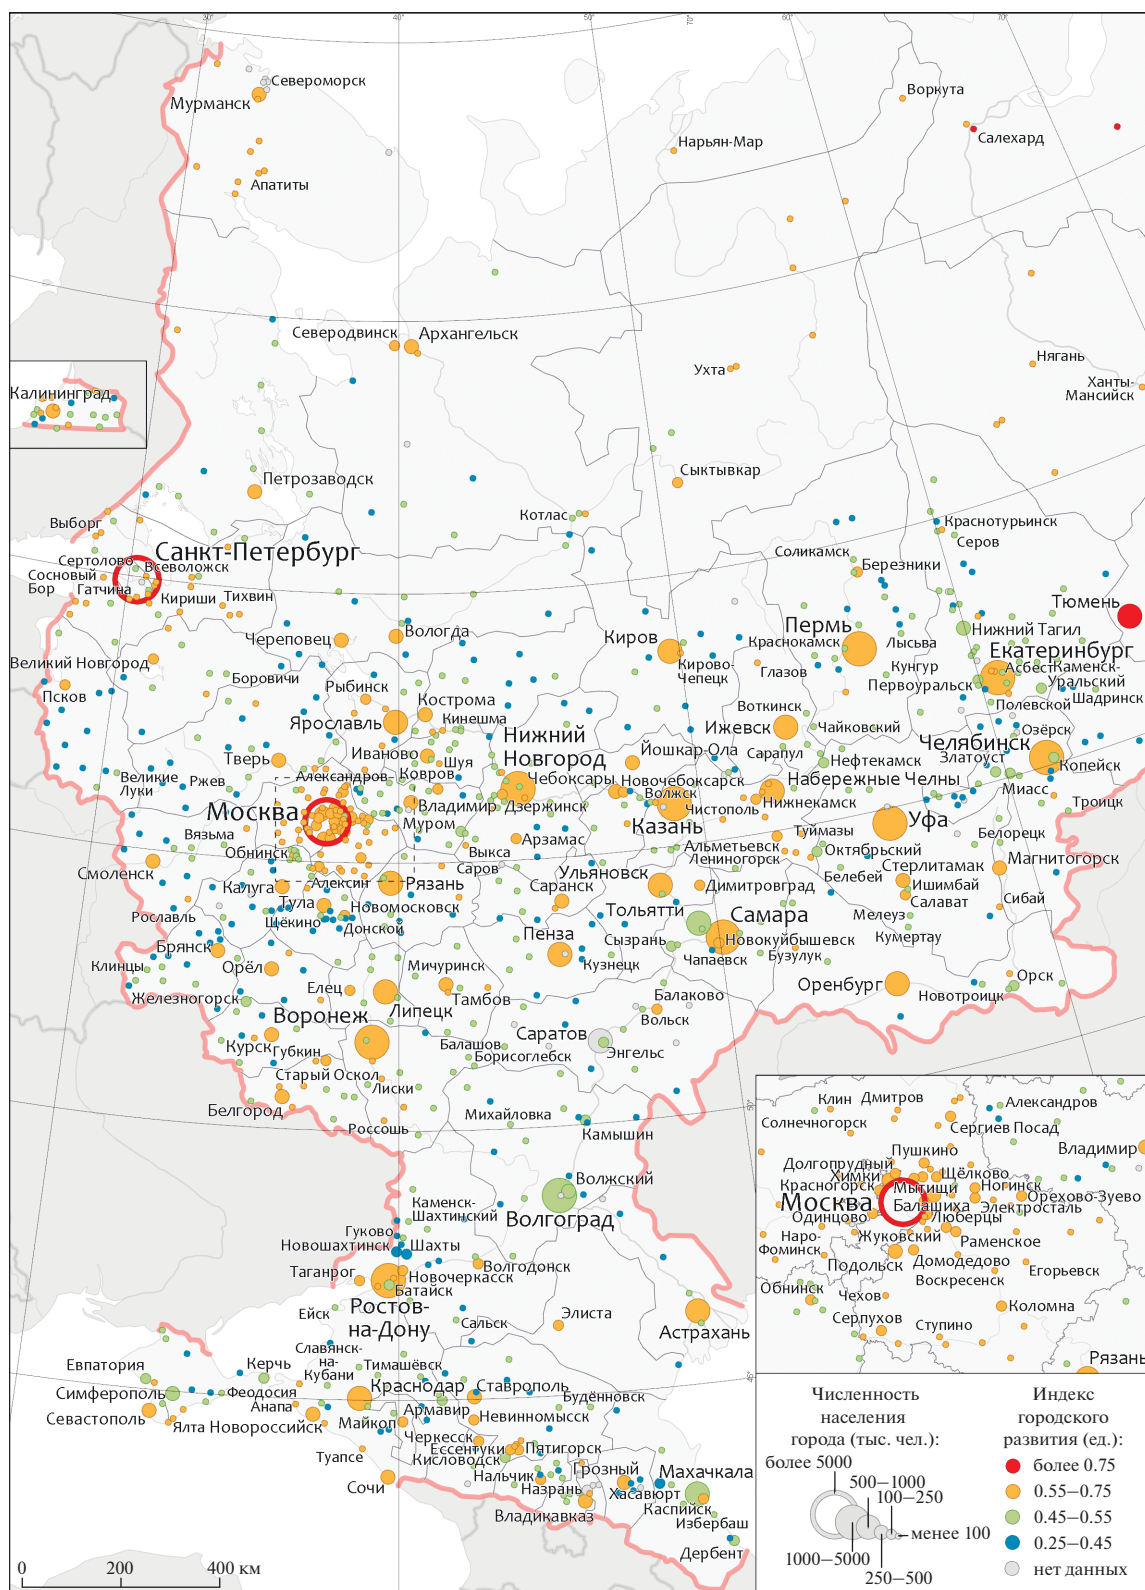 30°
40°
50°
70°
60°
70°
Североморск
Мурманск
Апатиты
Воркута
Нарьян-Мар
Салехард
Северодвинск
Архангельск
Ухта
Нягань
Ханты-
Мансийск
Калининград
Петрозаводск
Сыктывкар
Котлас
Выборг
Санкт-Петербург
Сертолово
Всеволожск
Сосновый
Бор
Гатчина
Кириши
Тихвин
Краснотурьинск
Серов
Соликамск
Березники
Тюмень
Череповец
Вологда
Киров
Кирово-
Чепецк
Пермь
Краснокамск
Лысьва
Нижний Тагил
Екатеринбург
Асбест
Каменск-
Уральский
Великий Новгород
Боровичи
Псков
Рыбинск
Кострома
Кинешма
Ярославль
Глазов
Кунгур
Первоуральск
Полевской
Шадринск
Воткинск
Ижевск
Чайковский
Нижний
Новгород
Йошкар-Ола
Сарапул
Нефтекамск
Челябинск
Озёрск
Златоуст
Копейск
Тверь
Иваново
Шуя
Великие
Луки
Ржев
Александров
Ковров
Чебоксары
Новочебоксарск
Набережные Челны
Миасс
Троицк
Москва
Владимир
Дзержинск
Волжск
Чистополь
Нижнекамск
Муром
Казань
Уфа
Вязьма
Обнинск
Арзамас
Выкса
Саров
Альметьевск
Лениногорск
Туймазы
Октябрьский
Белорецк
Смоленск
Калуга
Алексин
Рязань
Саранск
Ульяновск
Димитровград
Белебей
Стерлитамак
Ишимбай
Салават
Магнитогорск
Сибай
Тула
Новомосковск
Щёкино
Донской
Рославль
Тольятти
Самара
Мелеуз
Кумертау
Брянск
Пенза
Сызрань
Новокуйбышевск
Чапаевск
Бузулук
Клинцы
Орёл
Мичуринск
Кузнецк
Железногорск
Елец
Тамбов
Балаково
Оренбург
Орск
Новотроицк
Воронеж
Липецк
Вольск
Саратов
Энгельс
Курск
Губкин
Балашов
Борисоглебск
Старый Оскол
Лиски
Белгород
Россошь
Михайловка
Камышин
50°
Волжский
Волгоград
Каменск-
Шахтинский
Гуково
Новошахтинск
Шахты
Таганрог
Новочеркасск
Батайск
Волгодонск
Ростов-
на-Дону
Ейск
Сальск
Элиста
Астрахань
45°
Славянск-
на-
Кубани
Тимашёвск
Евпатория
Керчь
Симферополь
Феодосия
Анапа
Краснодар
Ставрополь
Будённовск
Севастополь
Ялта
Новороссийск
Майкоп
Армавир
Невинномысск
Туапсе
Черкесск
Ессентуки
Пятигорск
Кисловодск
Сочи
Нальчик
Назрань
Грозный
Хасавюрт
Махачкала
Каспийск
Избербаш
Владикавказ
Дербент
0
200
400 км
Клин
Дмитров
Солнечногорск
Александров
Сергиев Посад
Владимир
Пушкино
Долгопрудный
Химки
Щёлково
Красногорск
Мытищи
Ногинск
Москва
Балашиха
Орехово-Зуево
Электросталь
Одинцово
Люберцы
Наро-
Фоминск
Жуковский
Раменское
Подольск
Домодедово
Воскресенск
Егорьевск
Обнинск
Чехов
Коломна
Серпухов
Ступино
Рязань
Численность
населения
города (тыс. чел.):
более 5000
500—1000
100—250
менее 100
1000—5000
250—500
Индекс
городского
развития (ед.):
более 0.75
0.55—0.75
0.45—0.55
0.25—0.45
нет данных